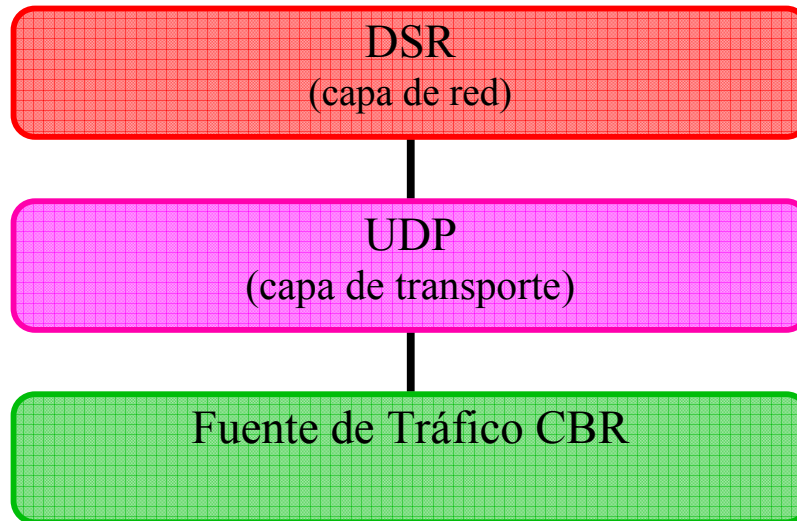 DSR
(capa de red)
UDP
(capa de transporte)
Fuente de Tráfico CBR